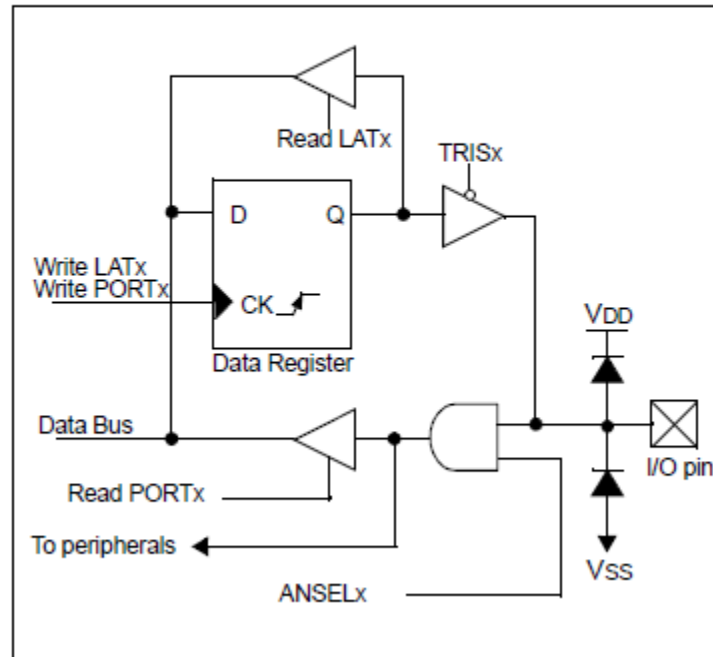 Read LATx
TRISx
D
Q
Write LATx
Write PORTx
CK
Data Register
VDD
Data Bus
I/O pin
Read PORTx
To peripherals
VSS
ANSELx